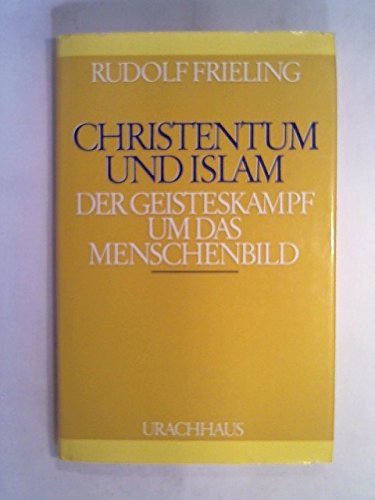 RUDOLF FRIELING
CHRISTENTUM
UND ISLAM
DER GEISTESKAMPF
UM DAS
MENSCHENBILD
URACHHAUS